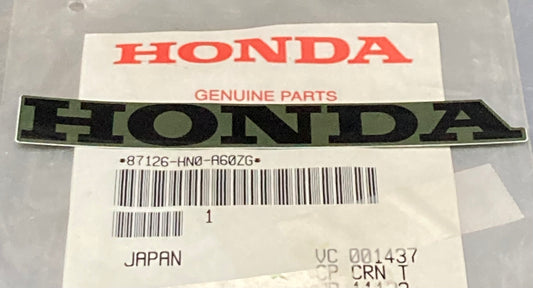 HONDA
GENUINE PARTS
HONDA
*87126-HN0-A60ZG*
1
JAPAN
VC 001437
CP CRN T